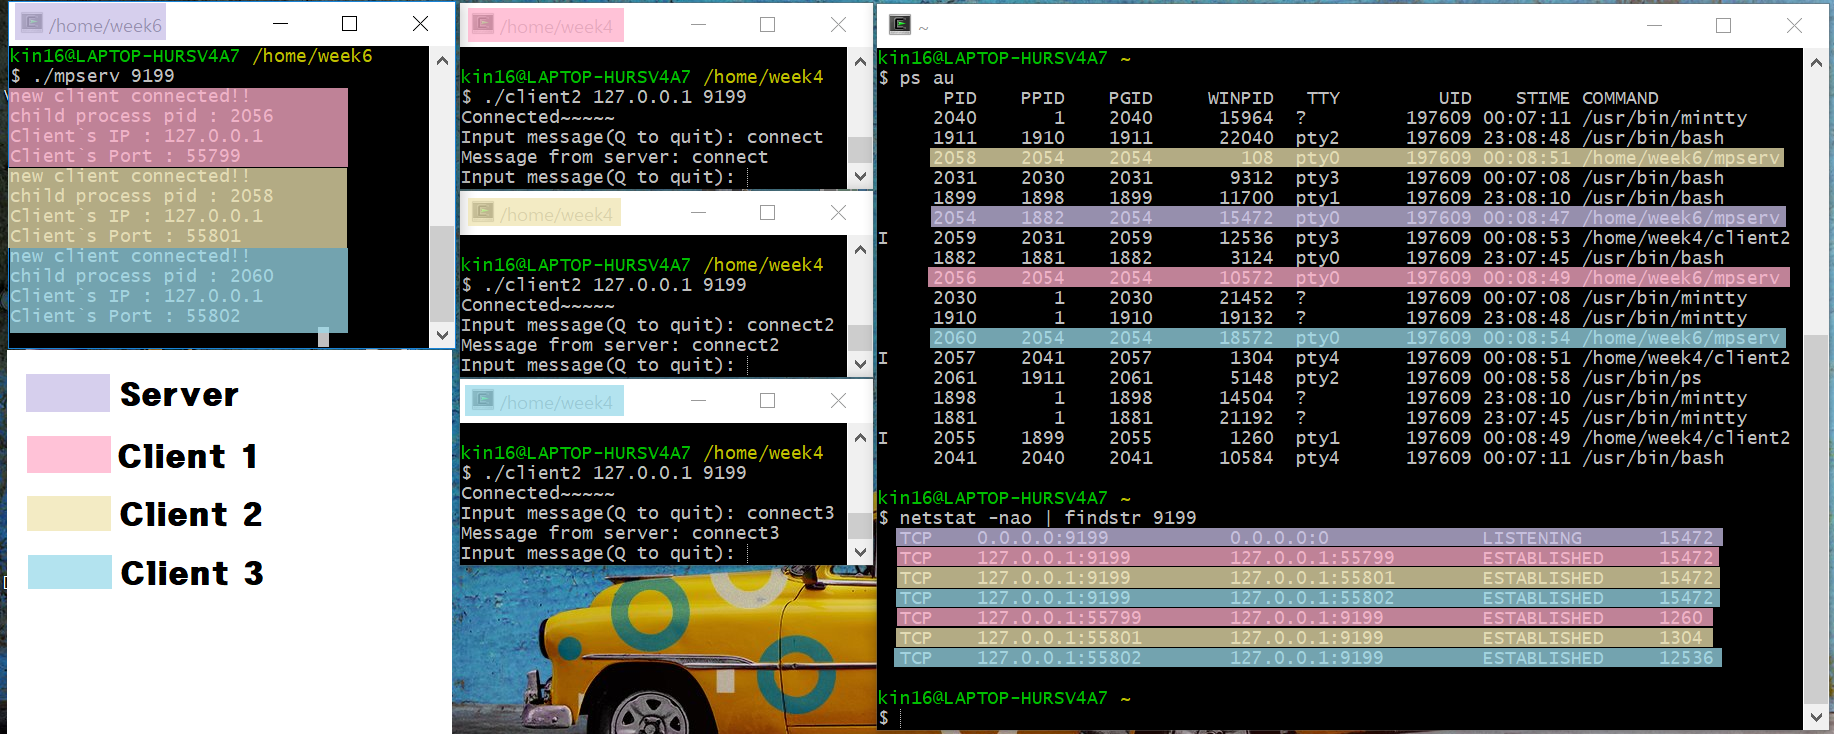 /home/week6
kin16@LAPTOP-HURSV4A7 /home/week6
$ ./mpserv 9199
new client connected!!
child process pid : 2056
Client`s IP : 127.0.0.1
Client`s Port : 55799
new client connected!!
child process pid : 2058
Client`s IP : 127.0.0.1
Client`s Port : 55801
new client connected!!
child process pid : 2060
Client`s IP : 127.0.0.1
Client`s Port : 55802
Server
Client 1
Client 2
Client 3
/home/week4
kin16@LAPTOP-HURSV4A7 /home/week4
$ ./client2 127.0.0.1 9199
Connected~~~~~
Input message(Q to quit): connect
Message from server: connect
Input message(Q to quit):
/home/week4
kin16@LAPTOP-HURSV4A7 /home/week4
$ ./client2 127.0.0.1 9199
Connected~~~~~
Input message(Q to quit): connect2
Message from server: connect2
Input message(Q to quit):
/home/week4
kin16@LAPTOP-HURSV4A7 /home/week4
$ ./client2 127.0.0.1 9199
Connected~~~~~
Input message(Q to quit): connect3
Message from server: connect3
Input message(Q to quit):
~
kin16@LAPTOP-HURSV4A7 ~
$ ps au
PID PPID PGID WINPID TTY UID STIME COMMAND
2040 1 2040 15964 ? 197609 00:07:11 /usr/bin/mintty
1911 1910 1911 22040 pty2 197609 23:08:48 /usr/bin/bash
2058 2054 2054 108 pty0 197609 00:08:51 /home/week6/mpserv
2031 2030 2031 9312 pty3 197609 00:07:08 /usr/bin/bash
1899 1898 1899 11700 pty1 197609 23:08:10 /usr/bin/bash
2054 1882 2054 15472 pty0 197609 00:08:47 /home/week6/mpserv
I 2059 2031 2059 12536 pty3 197609 00:08:53 /home/week4/client2
1882 1881 1882 3124 pty0 197609 23:07:45 /usr/bin/bash
2056 2054 2054 10572 pty0 197609 00:08:49 /home/week6/mpserv
2030 1 2030 21452 ? 197609 00:07:08 /usr/bin/mintty
1910 1 1910 19132 ? 197609 23:08:48 /usr/bin/mintty
2060 2054 2054 18572 pty0 197609 00:08:54 /home/week6/mpserv
I 2057 2041 2057 1304 pty4 197609 00:08:51 /home/week4/client2
2061 1911 2061 5148 pty2 197609 00:08:58 /usr/bin/ps
1898 1 1898 14504 ? 197609 23:08:10 /usr/bin/mintty
1881 1 1881 21192 ? 197609 23:07:45 /usr/bin/mintty
I 2055 1899 2055 1260 pty1 197609 00:08:49 /home/week4/client2
2041 2040 2041 10584 pty4 197609 00:07:11 /usr/bin/bash
kin16@LAPTOP-HURSV4A7 ~
$ netstat -nao | findstr 9199
TCP 0.0.0.0:9199 0.0.0.0:0 LISTENING 15472
TCP 127.0.0.1:9199 127.0.0.1:55799 ESTABLISHED 15472
TCP 127.0.0.1:9199 127.0.0.1:55801 ESTABLISHED 15472
TCP 127.0.0.1:9199 127.0.0.1:55802 ESTABLISHED 15472
TCP 127.0.0.1:55799 127.0.0.1:9199 ESTABLISHED 1260
TCP 127.0.0.1:55801 127.0.0.1:9199 ESTABLISHED 1304
TCP 127.0.0.1:55802 127.0.0.1:9199 ESTABLISHED 12536
kin16@LAPTOP-HURSV4A7 ~
$